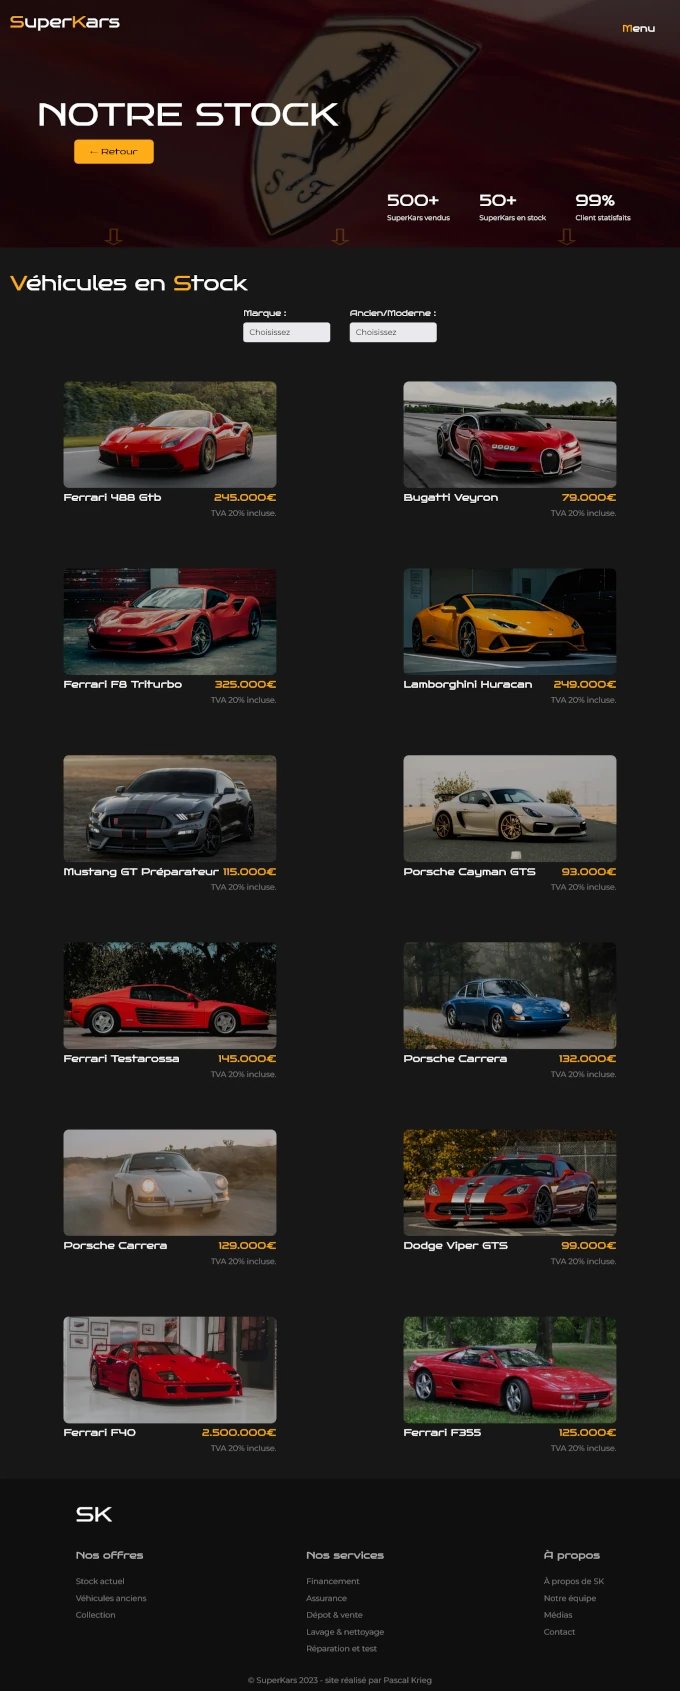 SuperKars
Menu
NOTRE STOCK
← Retour
500+
50+
99%
SuperKars vendus
SuperKars en stock
Client statisfaits
S F
Véhicules en Stock
Marque :
Ancien/Moderne :
Choisissez
Choisissez
Ferrari 488 Gtb 245.000€
TVA 20% incluse.
Bugatti Veyron 79.000€
TVA 20% incluse.
Ferrari F8 Triturbo 325.000€
TVA 20% incluse.
Lamborghini Huracan 249.000€
TVA 20% incluse.
Mustang GT Préparateur 115.000€
TVA 20% incluse.
Porsche Cayman GTS 93.000€
TVA 20% incluse.
Ferrari Testarossa 145.000€
TVA 20% incluse.
Porsche Carrera 132.000€
TVA 20% incluse.
Porsche Carrera 129.000€
TVA 20% incluse.
Dodge Viper GTS 99.000€
TVA 20% incluse.
Ferrari F40 2.500.000€
TVA 20% incluse.
Ferrari F355 125.000€
TVA 20% incluse.
SK
Nos offres
Stock actuel
Véhicules anciens
Collection
Nos services
Financement
Assurance
Dépot & vente
Lavage & nettoyage
Réparation et test
À propos
À propos de SK
Notre équipe
Médias
Contact
© SuperKars 2023 - site réalisé par Pascal Krieg